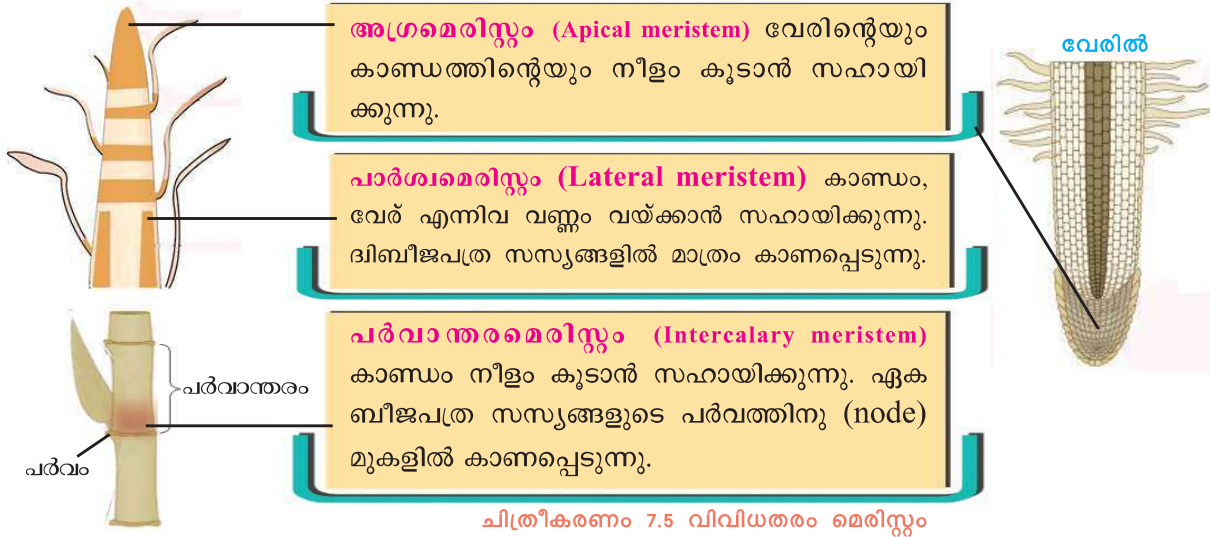 അഗ്രമെരിസ്റ്റം (Apical meristem) വേരിന്റെയും
കാണ്ഡത്തിന്റെയും നീളം കൂടാൻ സഹായി
ക്കുന്നു.
വേരിൽ
പാർശ്വമെരിസ്റ്റം (Lateral meristem) കാണ്ഡം,
വേര് എന്നിവ വണ്ണം വയ്ക്കാൻ സഹായിക്കുന്നു.
ദ്വിബീജപത്ര സസ്യങ്ങളിൽ മാത്രം കാണപ്പെടുന്നു.
പർവാന്തരമെരിസ്റ്റം (Intercalary meristem)
കാണ്ഡം നീളം കൂടാൻ സഹായിക്കുന്നു. ഏക
ബീജപത്ര സസ്യങ്ങളുടെ പർവത്തിനു (node)
മുകളിൽ കാണപ്പെടുന്നു.
പർവാന്തരം
പർവം
ചിത്രീകരണം 7.5 വിവിധതരം മെരിസ്റ്റം